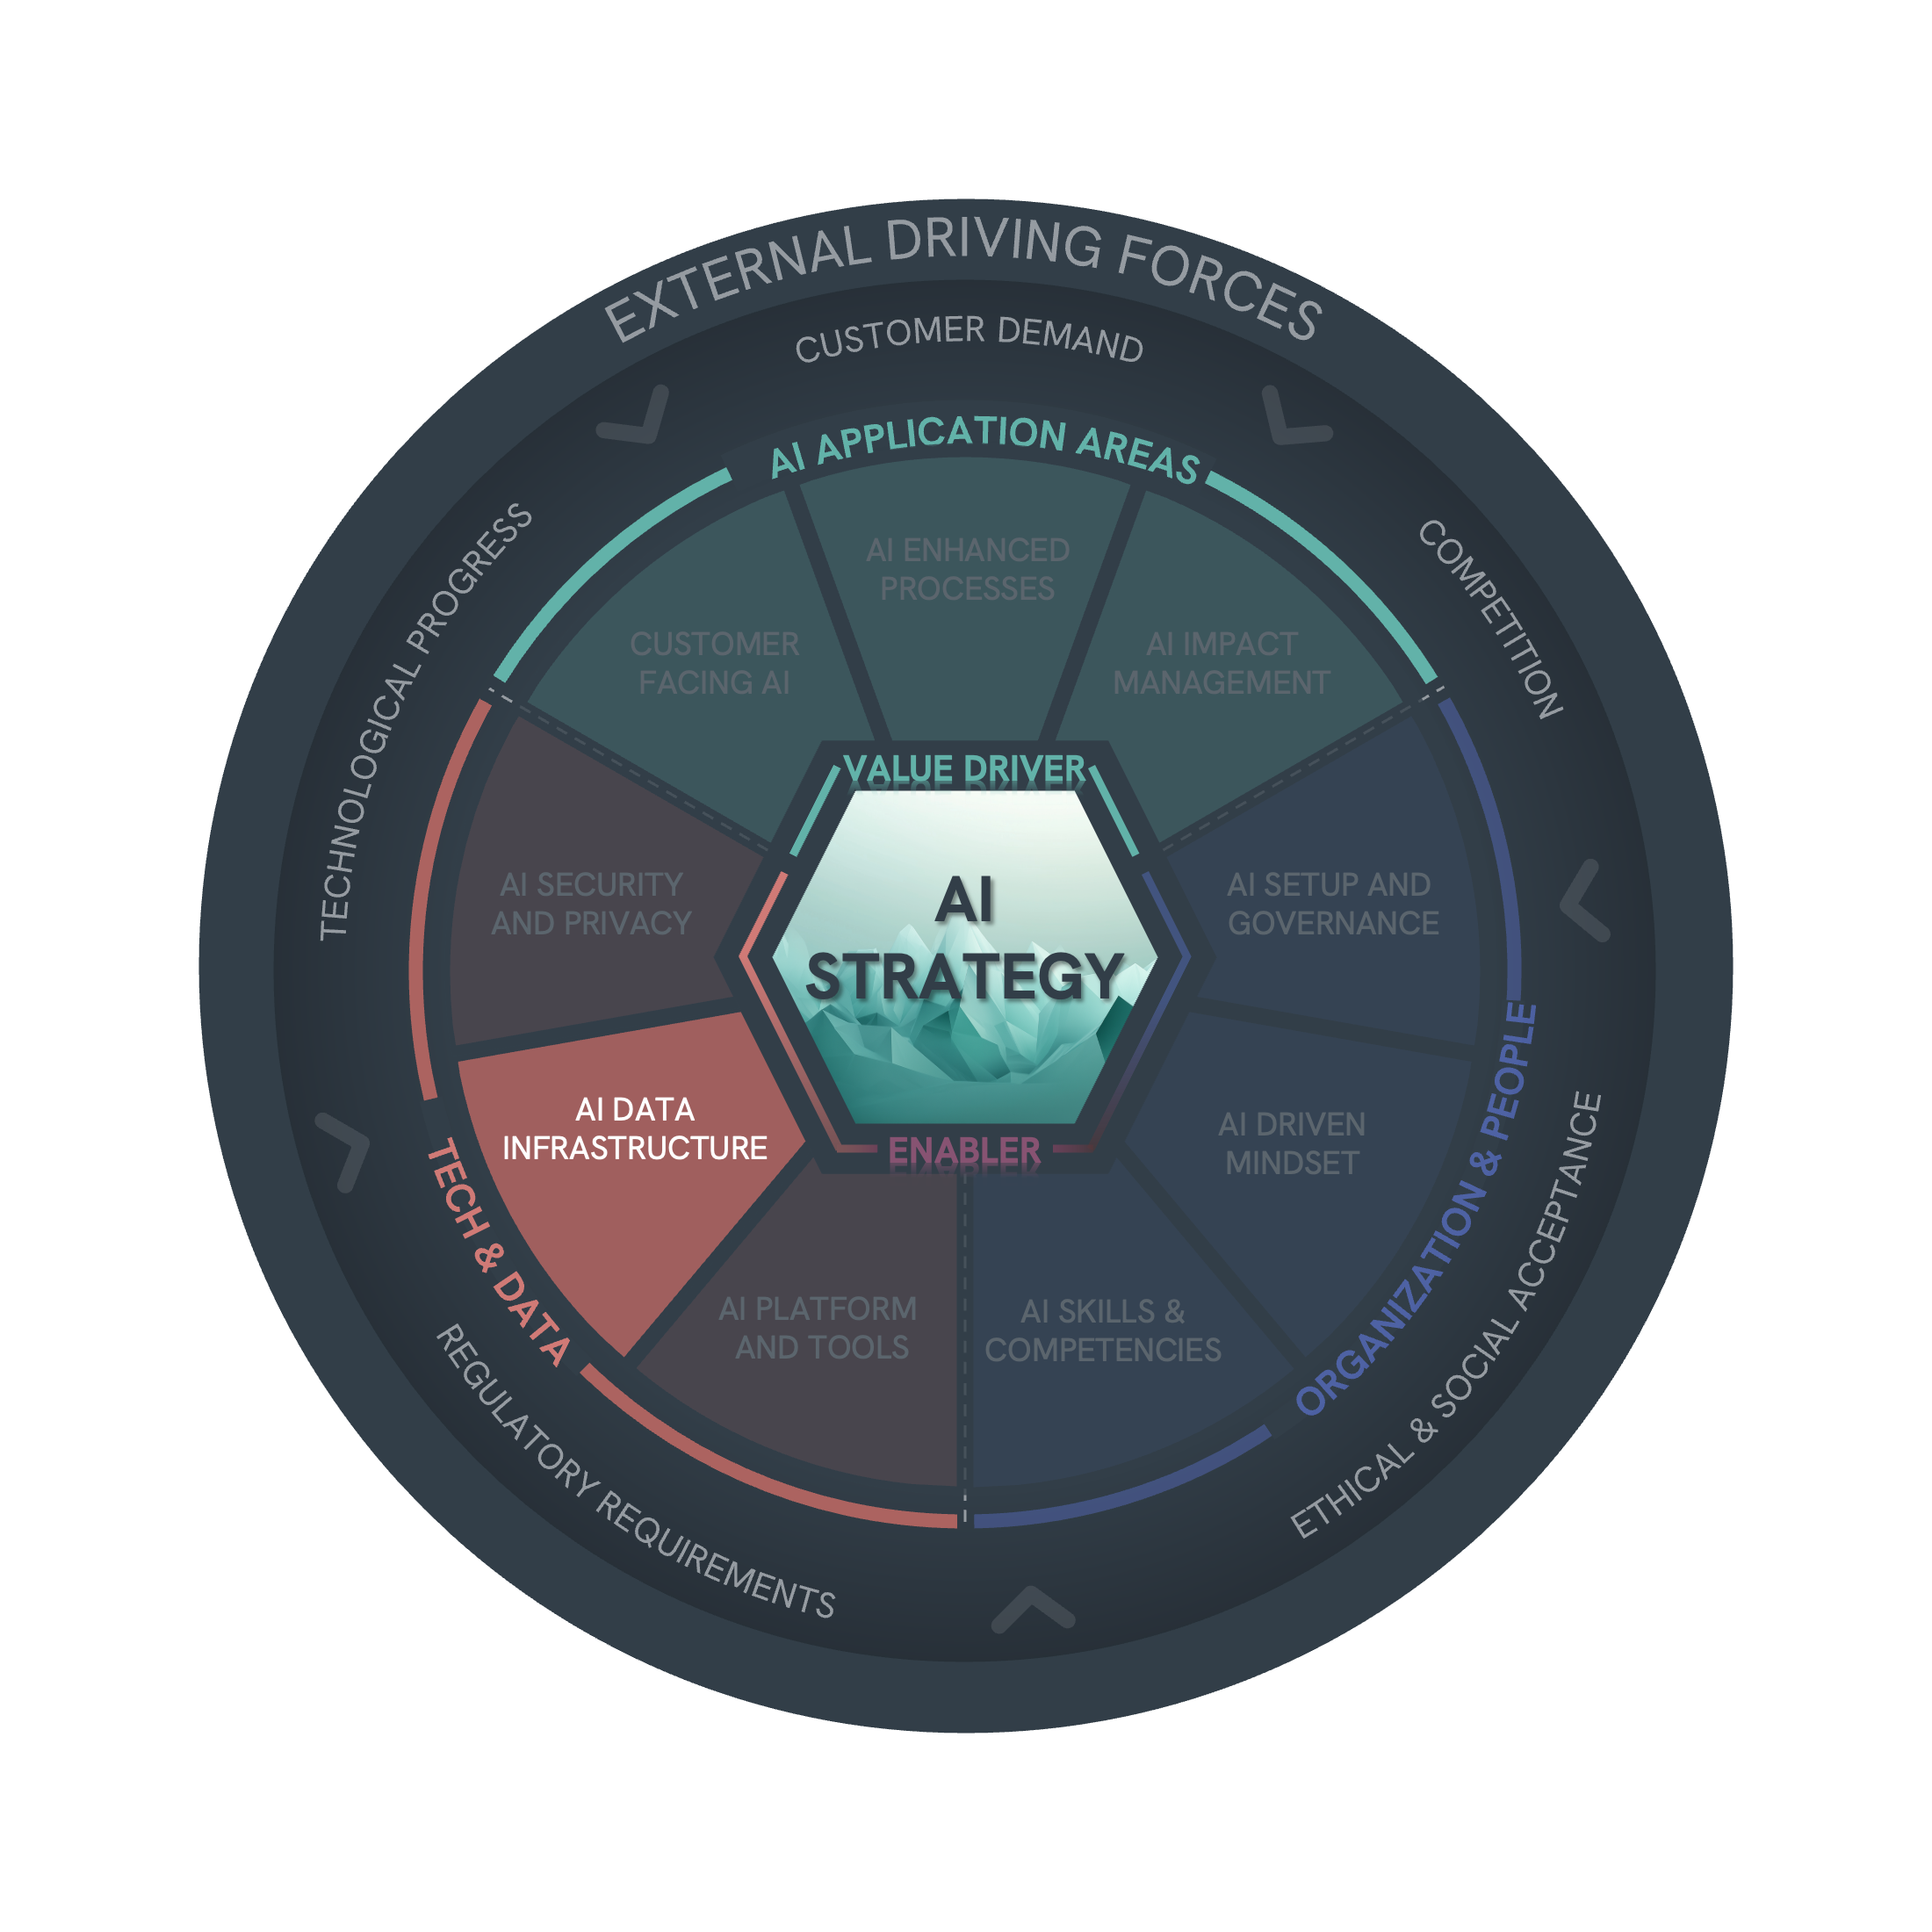 EXTERNAL DRIVING FORCES
CUSTOMER DEMAND
TECHNOLOGICAL PROGRESS
COMPETITION
AI APPLICATION AREAS
AI ENHANCED
PROCESSES
CUSTOMER
FACING AI
AI IMPACT
MANAGEMENT
VALUE DRIVER
AI
STRATEGY
ENABLER
AI SECURITY
AND PRIVACY
AI SETUP AND
GOVERNANCE
AI DATA
INFRASTRUCTURE
AI DRIVEN
MINDSET
TECH & DATA
ORGANIZATION & PEOPLE
AI PLATFORM
AND TOOLS
AI SKILLS &
COMPETENCIES
REGULATORY REQUIREMENTS
ETHICAL & SOCIAL ACCEPTANCE